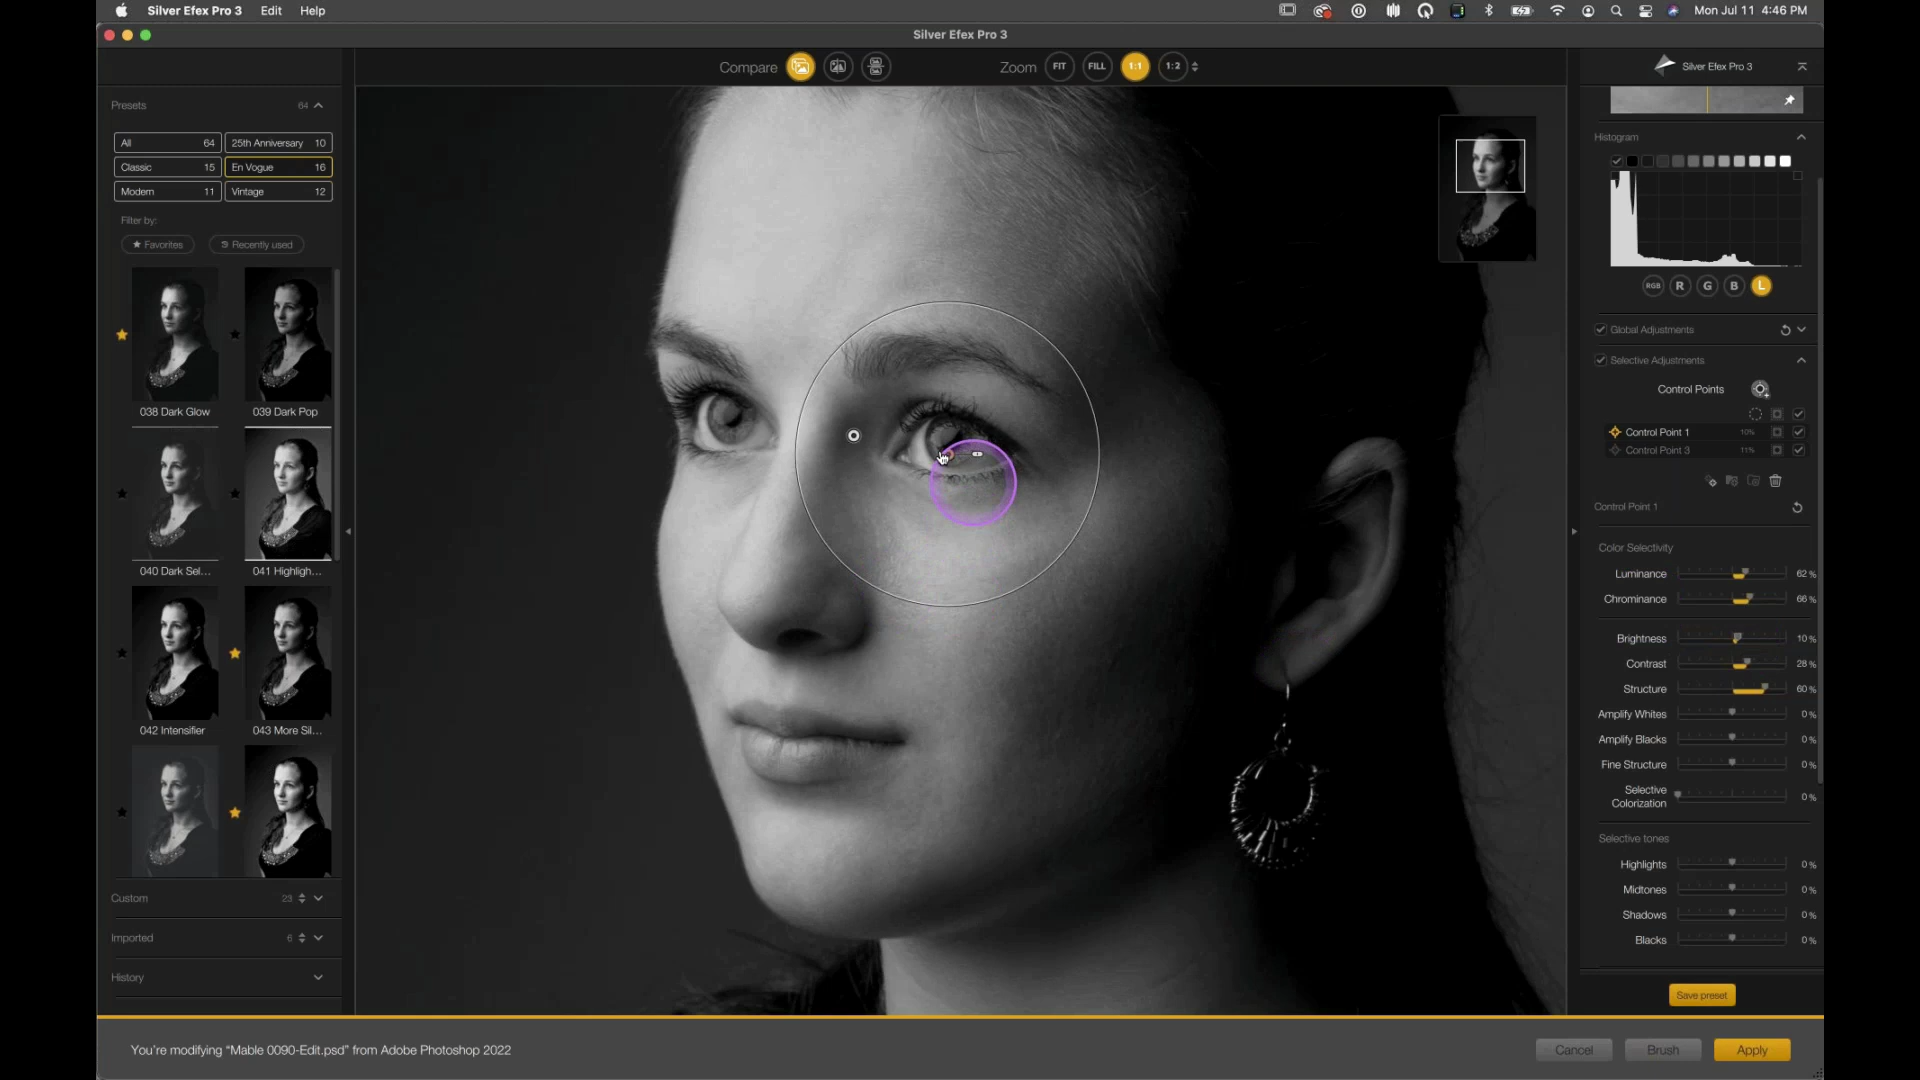 Silver Efex Pro 3 Edit Help
Mon Jul 11 4:46 PM
Silver Efex Pro 3
Compare
Zoom FIT FILL 1:1 1:2
Silver Efex Pro 3
Presets 64
All 64
25th Anniversary 10
Classic 15
En Vogue 16
Modern 11
Vintage 12
Filter by:
Favorites
Recently used
038 Dark Glow
039 Dark Pop
040 Dark Sel...
041 Highligh...
042 Intensifier
043 More Sil...
Custom 23
Imported 6
History
Histogram
RGB R G B L
Global Adjustments
Selective Adjustments
Control Points
Control Point 1 10%
Control Point 3 11%
Control Point 1
Color Selectivity
Luminance 62 %
Chrominance 66 %
Brightness 10 %
Contrast 28 %
Structure 60 %
Amplify Whites 0 %
Amplify Blacks 0 %
Fine Structure 0 %
Selective
Colorization 0 %
Selective tones
Highlights 0 %
Midtones 0 %
Shadows 0 %
Blacks 0 %
Save preset
You're modifying “Mable 0090-Edit.psd” from Adobe Photoshop 2022
Cancel
Brush
Apply